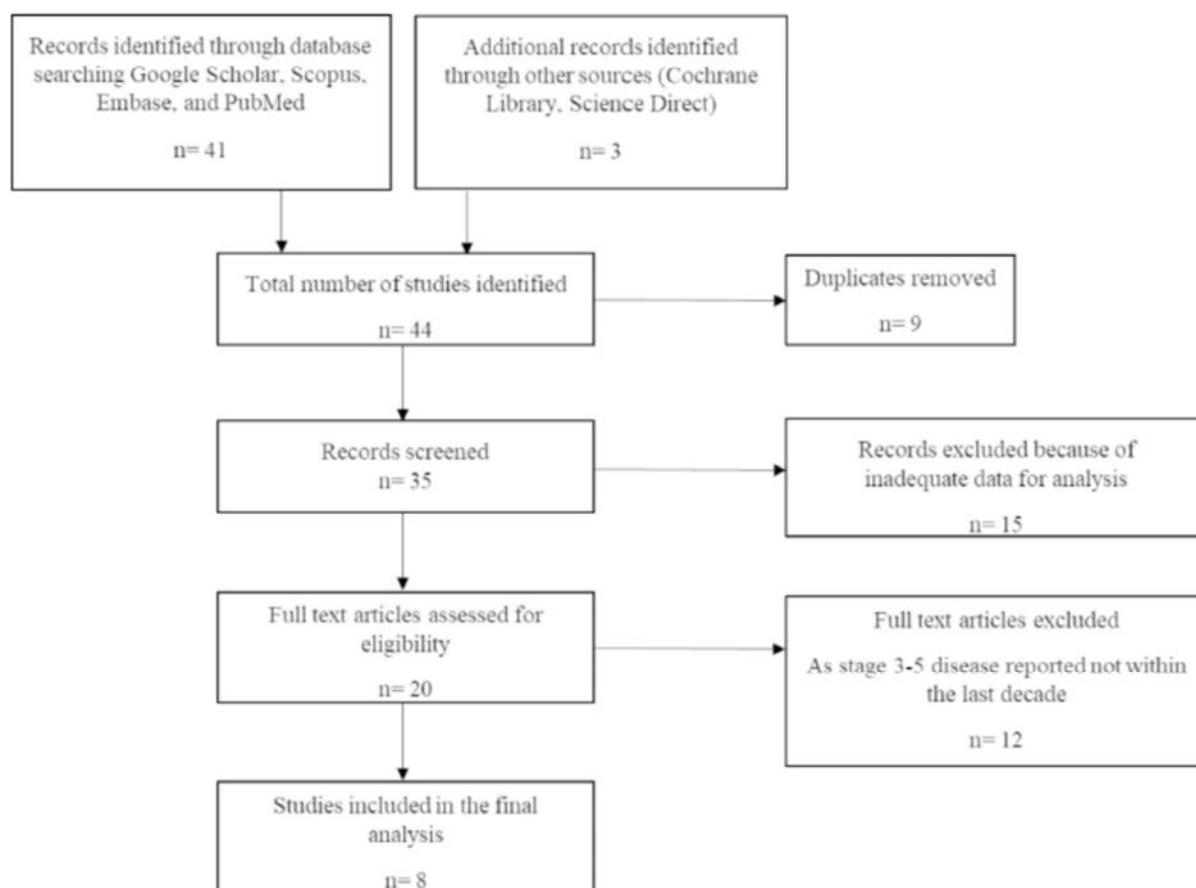 Records identified through database
searching Google Scholar, Scopus,
Embase, and PubMed
n= 41
Additional records identified
through other sources (Cochrane
Library, Science Direct)
n= 3
Total number of studies identified
n= 44
Duplicates removed
n= 9
Records screened
n= 35
Records excluded because of
inadequate data for analysis
n= 15
Full text articles assessed for
eligibility
n= 20
Full text articles excluded
As stage 3-5 disease reported not within
the last decade
n= 12
Studies included in the final
analysis
n= 8